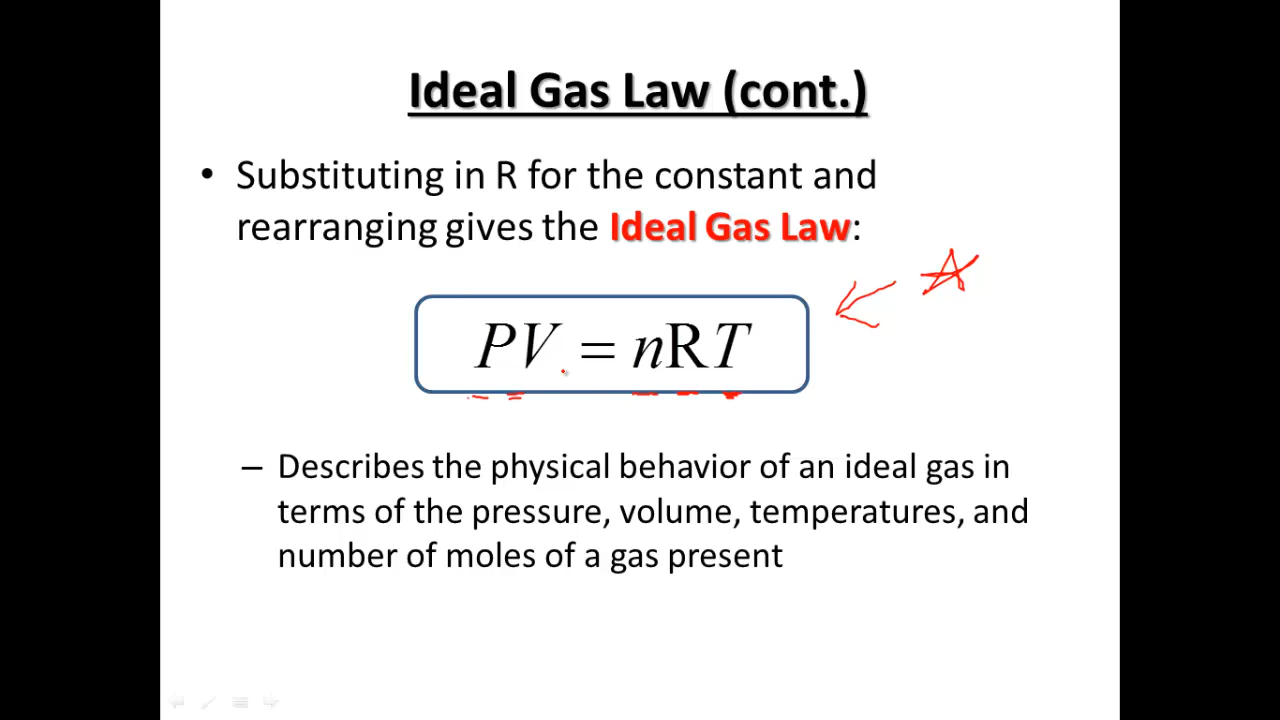 Ideal Gas Law (cont.)
• Substituting in R for the constant and
rearranging gives the Ideal Gas Law:
PV = nRT
– Describes the physical behavior of an ideal gas in
terms of the pressure, volume, temperatures, and
number of moles of a gas present